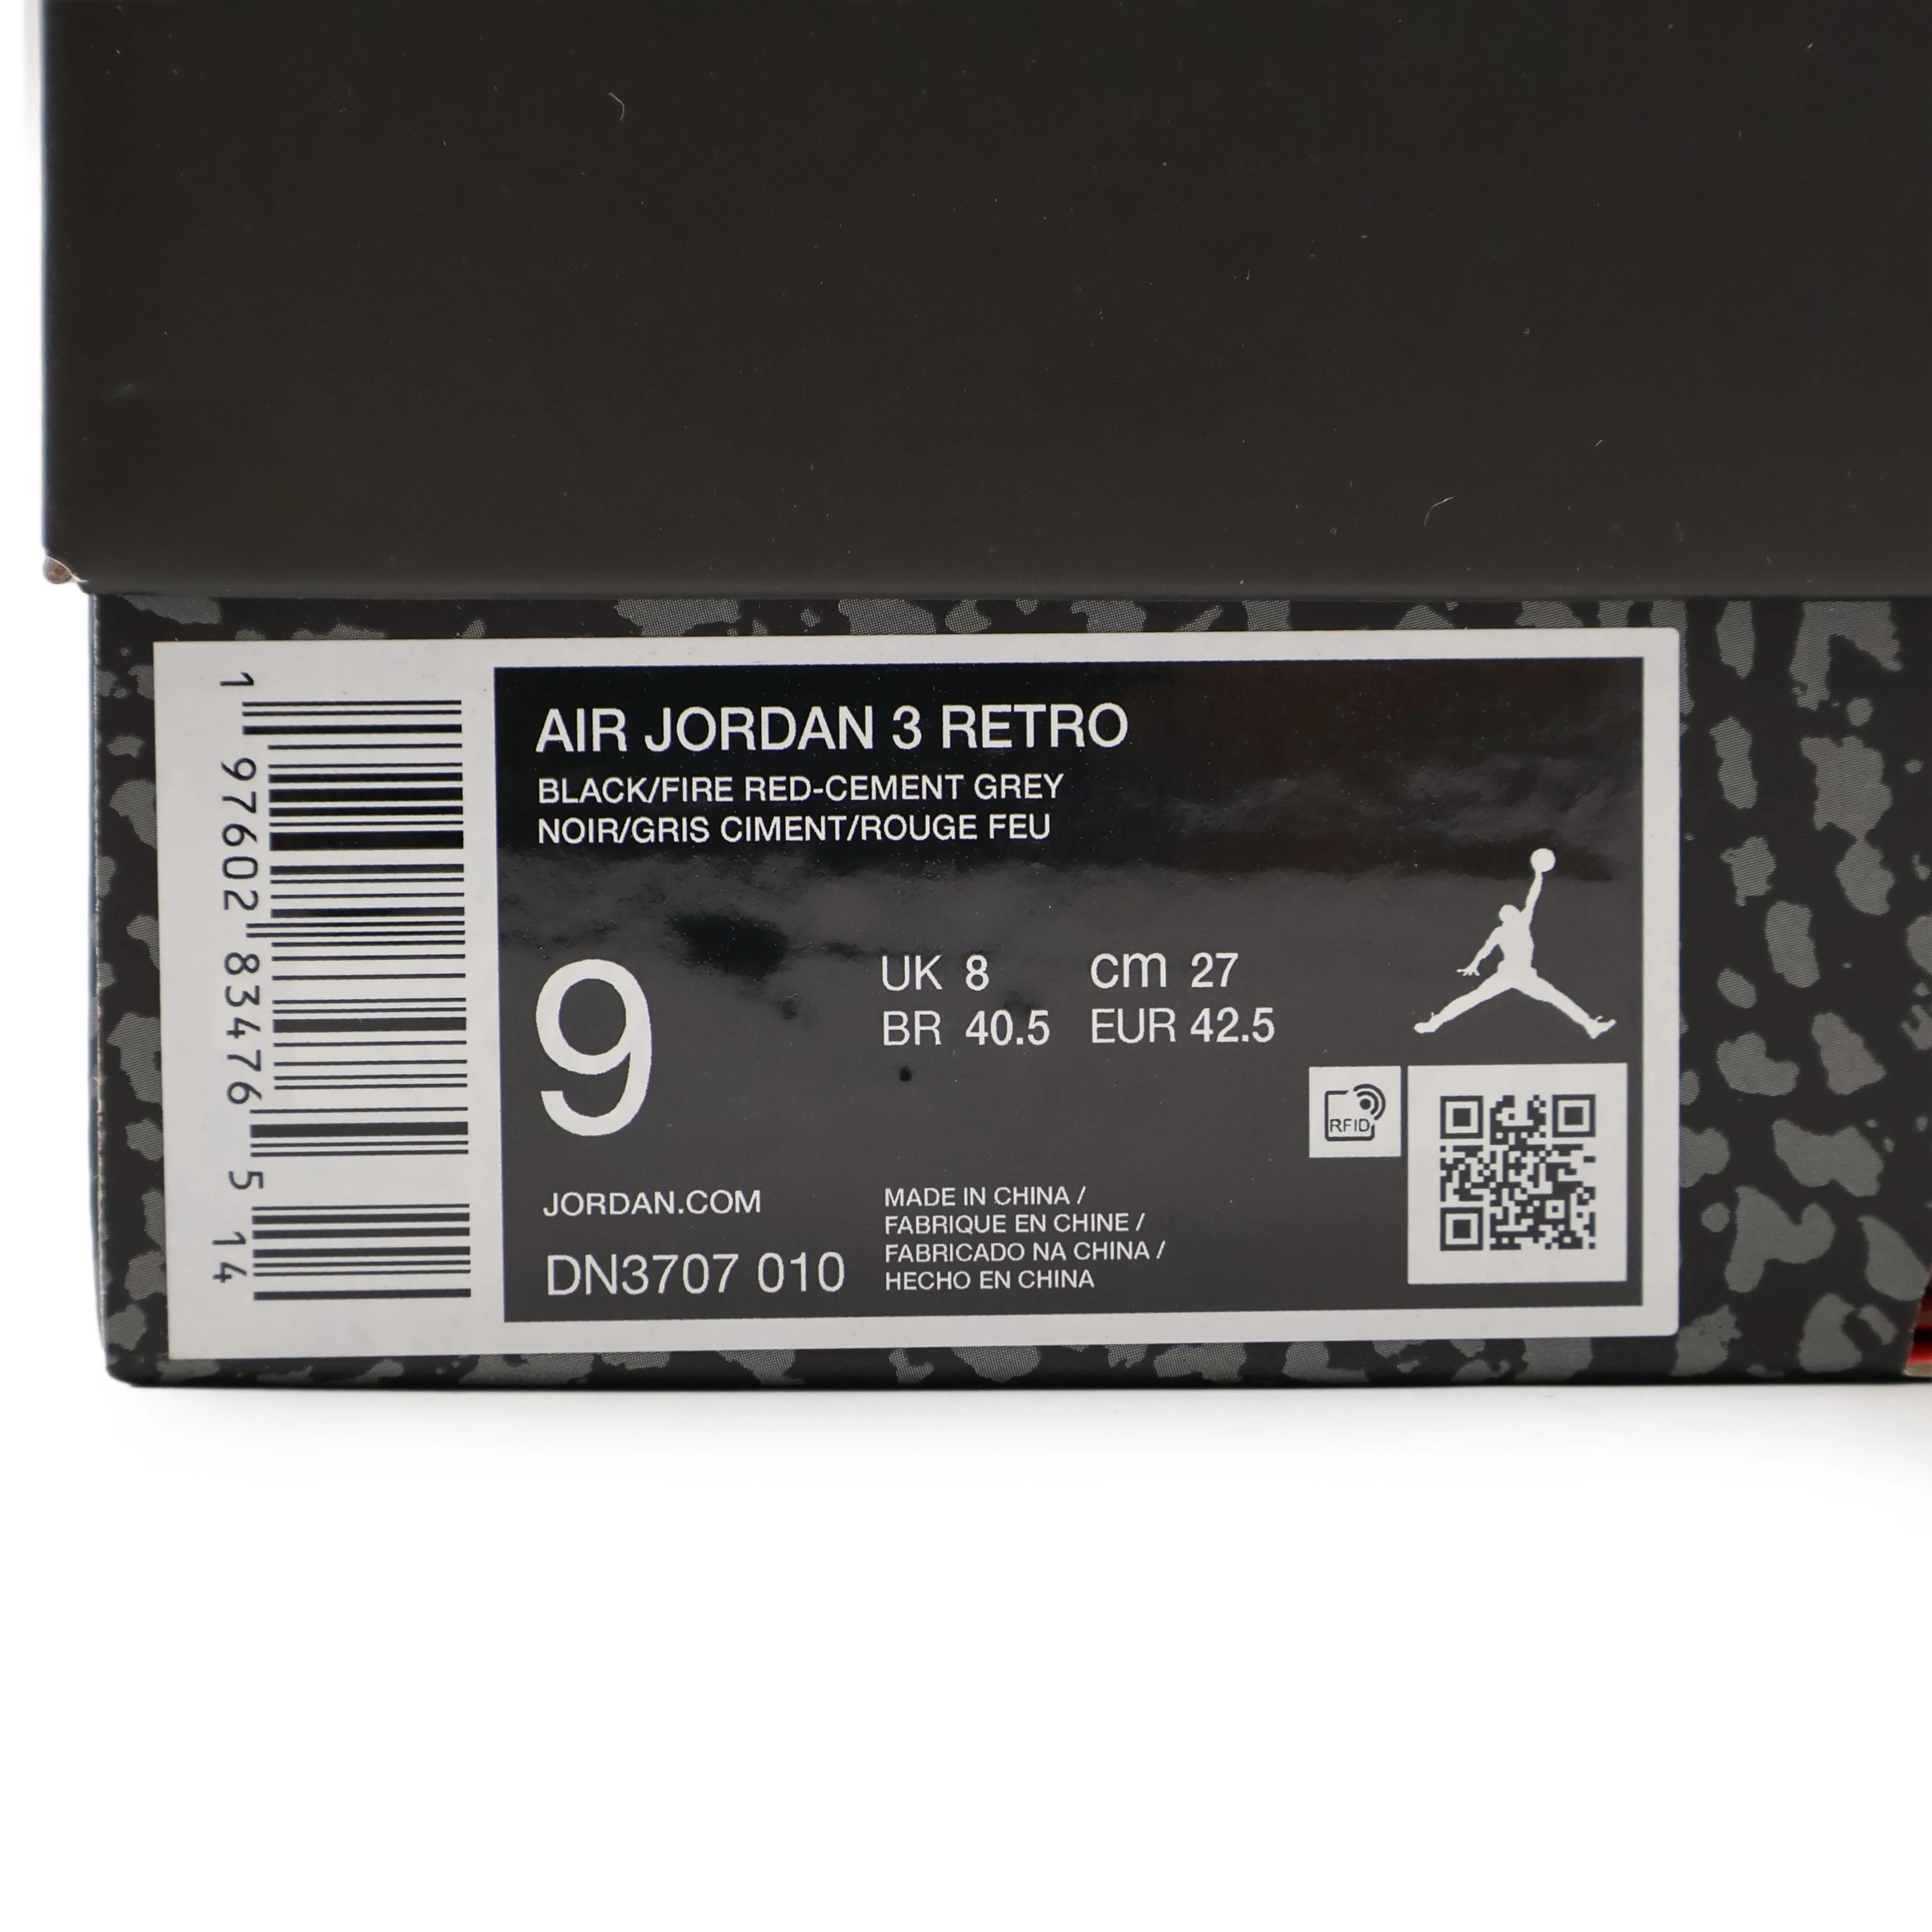 1 97602 83476 5 14
AIR JORDAN 3 RETRO
BLACK/FIRE RED-CEMENT GREY
NOIR/GRIS CIMENT/ROUGE FEU
9
UK 8 cm 27
BR 40.5 EUR 42.5
RFID
JORDAN.COM
DN3707 010
MADE IN CHINA /
FABRIQUE EN CHINE /
FABRICADO NA CHINA /
HECHO EN CHINA